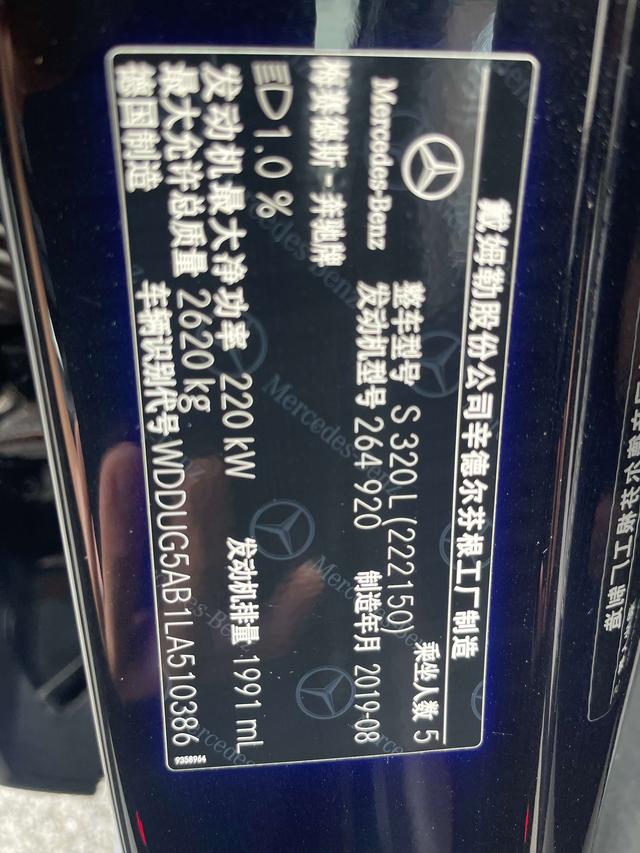 戴姆勒股份公司辛德尔芬根工厂制造
Mercedes-Benz
梅赛德斯-奔驰牌
整车型号 S 320 L (222150)
乘坐人数 5
发动机型号 264 920
制造年月 2019-08
1.0 %
发动机最大净功率 220 kW
发动机排量 1991 mL
最大允许总质量 2620 kg
德国制造
车辆识别代号 WDDUG5AB1LA510386
9358964